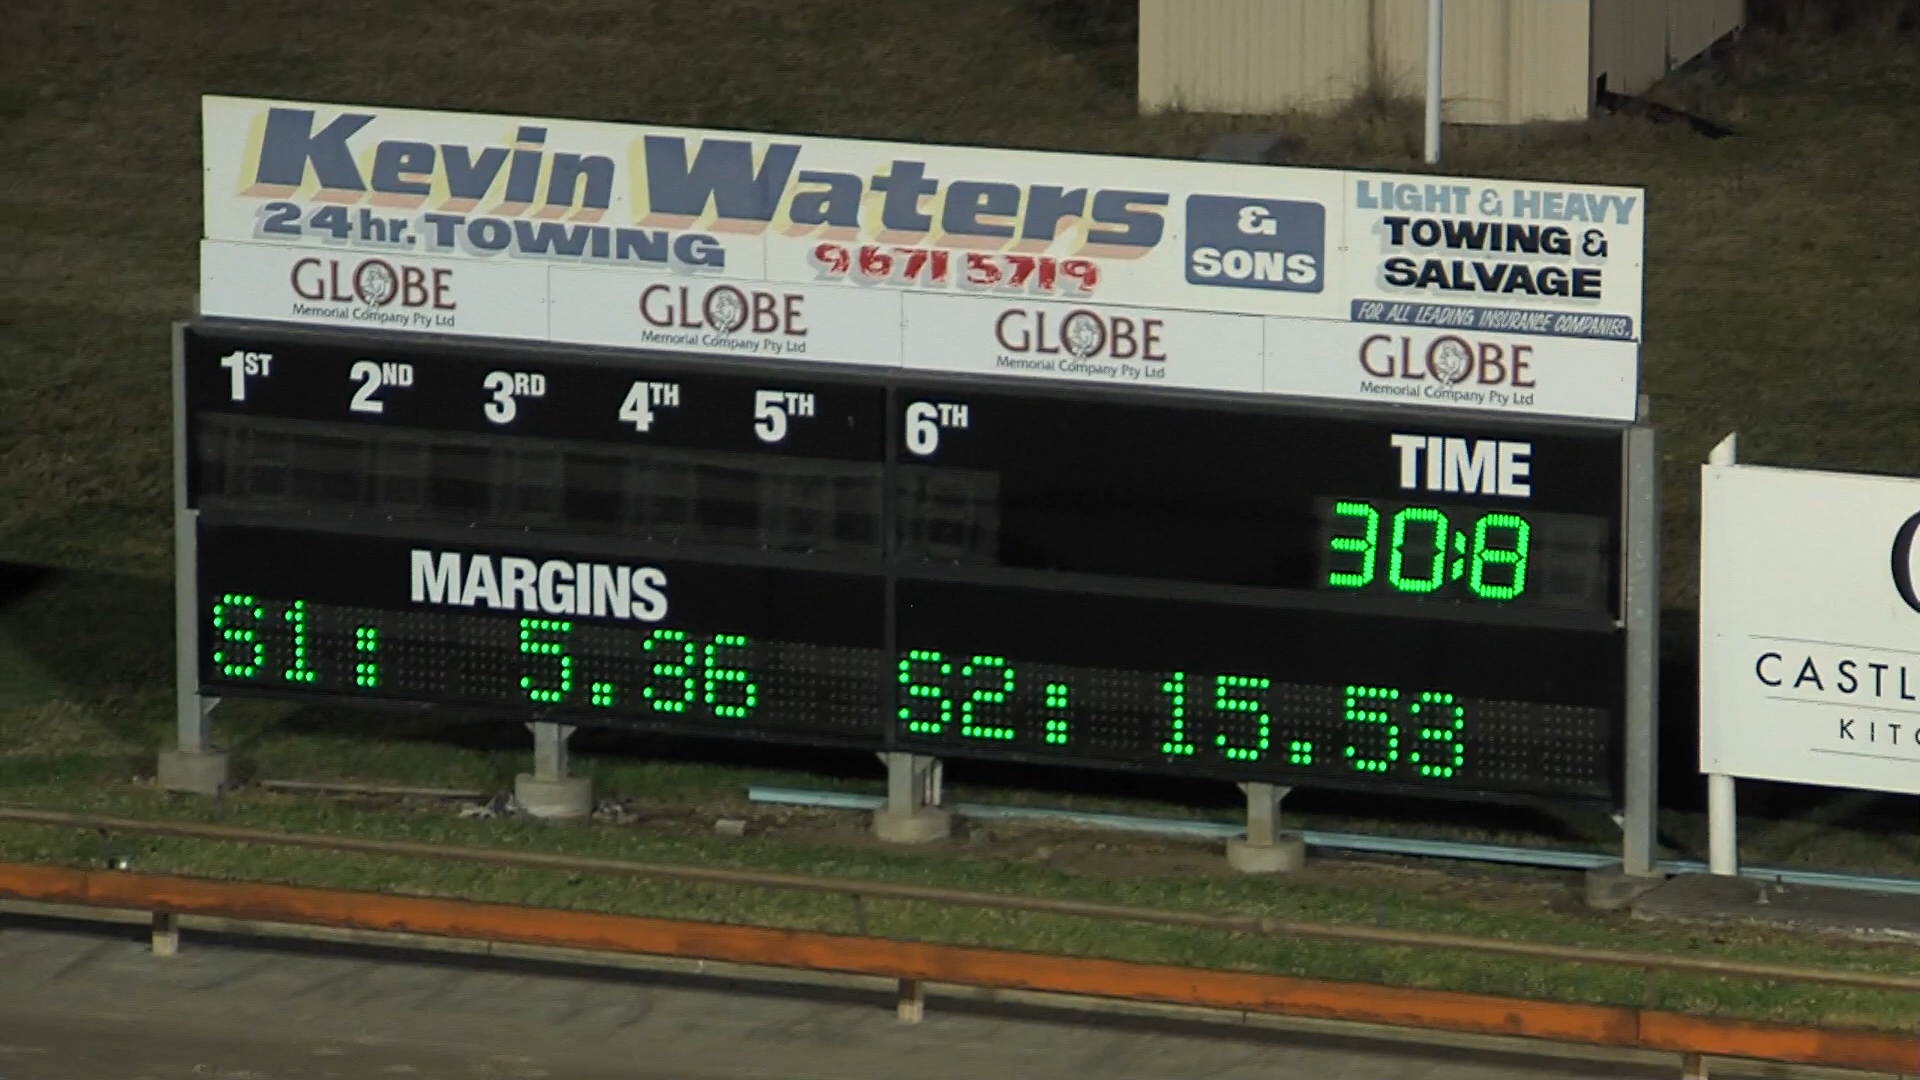 Kevin Waters & SONS
24hr. TOWING 9671 5719
LIGHT & HEAVY
TOWING &
SALVAGE
FOR ALL LEADING INSURANCE COMPANIES.
GLOBE
Memorial Company Pty Ltd
GLOBE
Memorial Company Pty Ltd
GLOBE
Memorial Company Pty Ltd
GLOBE
Memorial Company Pty Ltd
1ST 2ND 3RD 4TH 5TH 6TH
TIME
30:8
MARGINS
S1: 5.36 S2: 15.53